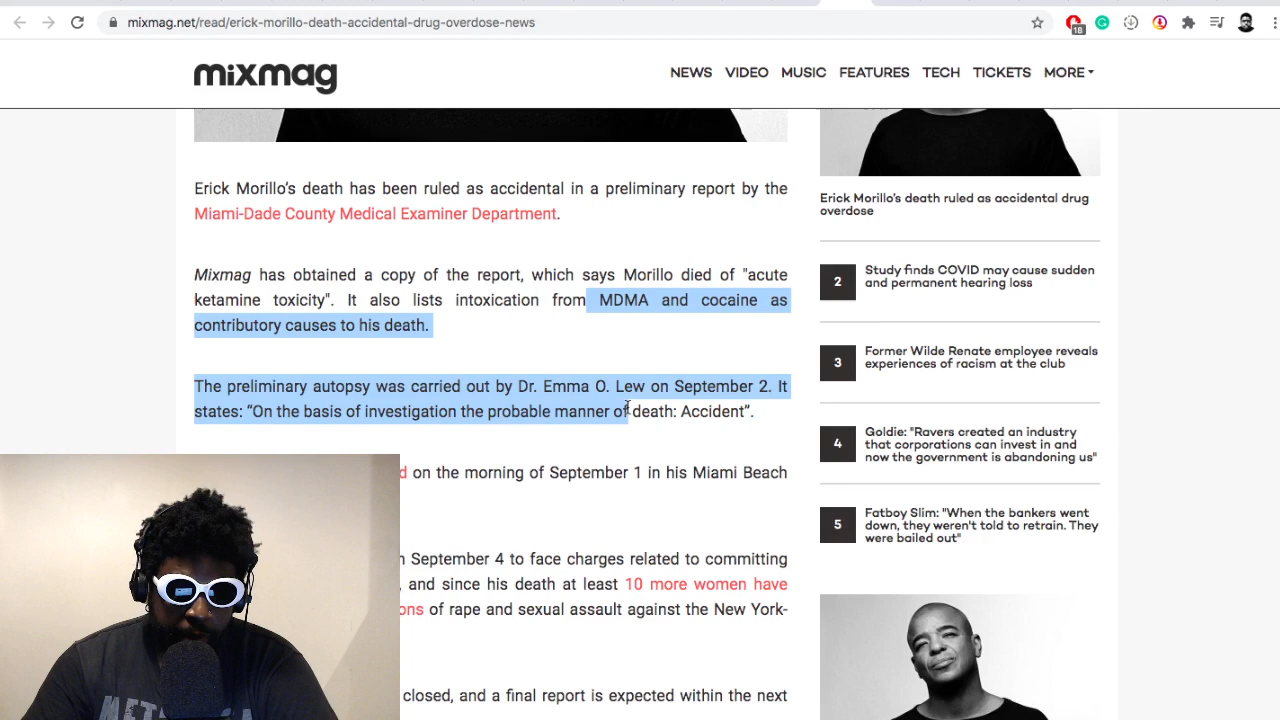 mixmag.net/read/erick-morillo-death-accidental-drug-overdose-news
18
mixmag
NEWS VIDEO MUSIC FEATURES TECH TICKETS MORE
Erick Morillo's death has been ruled as accidental in a preliminary report by the
Miami-Dade County Medical Examiner Department.
Mixmag has obtained a copy of the report, which says Morillo died of "acute
ketamine toxicity". It also lists intoxication from MDMA and cocaine as
contributory causes to his death.
The preliminary autopsy was carried out by Dr. Emma O. Lew on September 2. It
states: “On the basis of investigation the probable manner of death: Accident”.
on the morning of September 1 in his Miami Beach
September 4 to face charges related to committing
, and since his death at least 10 more women have
of rape and sexual assault against the New York-
closed, and a final report is expected within the next
Erick Morillo's death ruled as accidental drug
overdose
2
Study finds COVID may cause sudden
and permanent hearing loss
3
Former Wilde Renate employee reveals
experiences of racism at the club
4
Goldie: "Ravers created an industry
that corporations can invest in and
now the government is abandoning us"
5
Fatboy Slim: "When the bankers went
down, they weren't told to retrain. They
were bailed out"